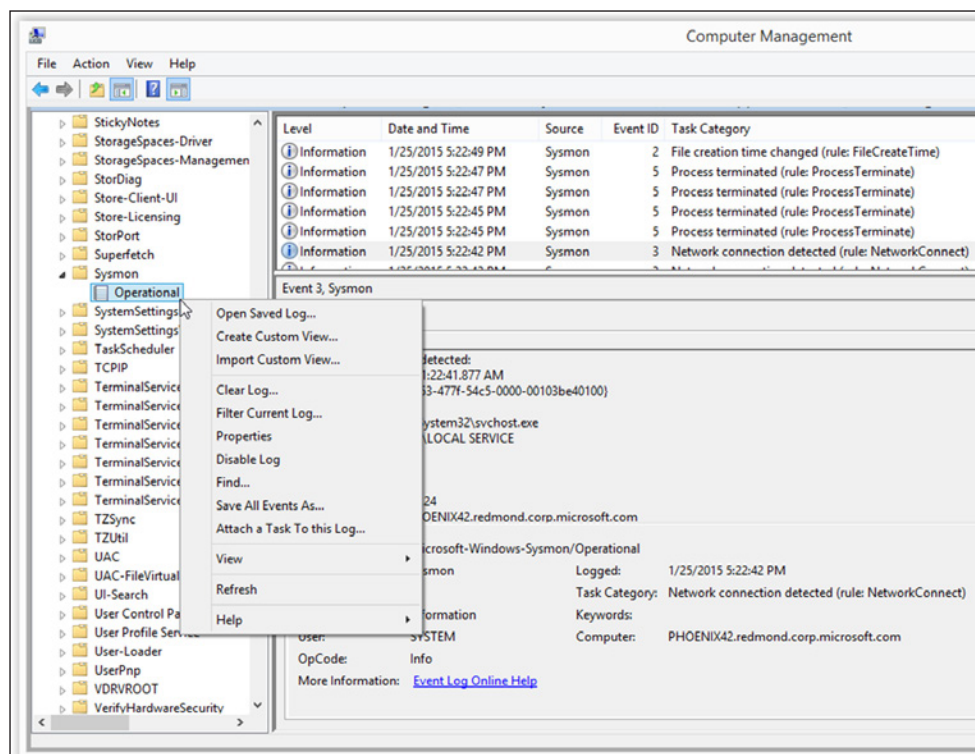 Computer Management
File Action View Help
StickyNotes
StorageSpaces-Driver
StorageSpaces-Managemen
StorDiag
Store-Client-UI
Store-Licensing
StorPort
Superfetch
Sysmon
Operational
SystemSettings
SystemSettings
TaskScheduler
TCPIP
TerminalService
TerminalService
TerminalService
TerminalService
TerminalService
TerminalService
TerminalService
TZSync
TZUtil
UAC
UAC-FileVirtual
UI-Search
User Control Pa
User Profile Service
User-Loader
UserPnp
VDRVROOT
VerifyHardwareSecurity
Level Date and Time Source Event ID Task Category
Information 1/25/2015 5:22:49 PM Sysmon 2 File creation time changed (rule: FileCreateTime)
Information 1/25/2015 5:22:47 PM Sysmon 5 Process terminated (rule: ProcessTerminate)
Information 1/25/2015 5:22:47 PM Sysmon 5 Process terminated (rule: ProcessTerminate)
Information 1/25/2015 5:22:45 PM Sysmon 5 Process terminated (rule: ProcessTerminate)
Information 1/25/2015 5:22:45 PM Sysmon 5 Process terminated (rule: ProcessTerminate)
Information 1/25/2015 5:22:42 PM Sysmon 3 Network connection detected (rule: NetworkConnect)
Event 3, Sysmon
Open Saved Log...
Create Custom View...
Import Custom View...
Clear Log...
Filter Current Log...
Properties
Disable Log
Find...
Save All Events As...
Attach a Task To this Log...
View
Refresh
Help
detected:
1:22:41.877 AM
53-477f-54c5-0000-00103be40100}
system32\svchost.exe
\LOCAL SERVICE
24
OENIX42.redmond.corp.microsoft.com
icrosoft-Windows-Sysmon/Operational
smon Logged: 1/25/2015 5:22:42 PM
Task Category: Network connection detected (rule: NetworkConnect)
formation Keywords:
User: SYSTEM Computer: PHOENIX42.redmond.corp.microsoft.com
OpCode: Info
More Information: Event Log Online Help